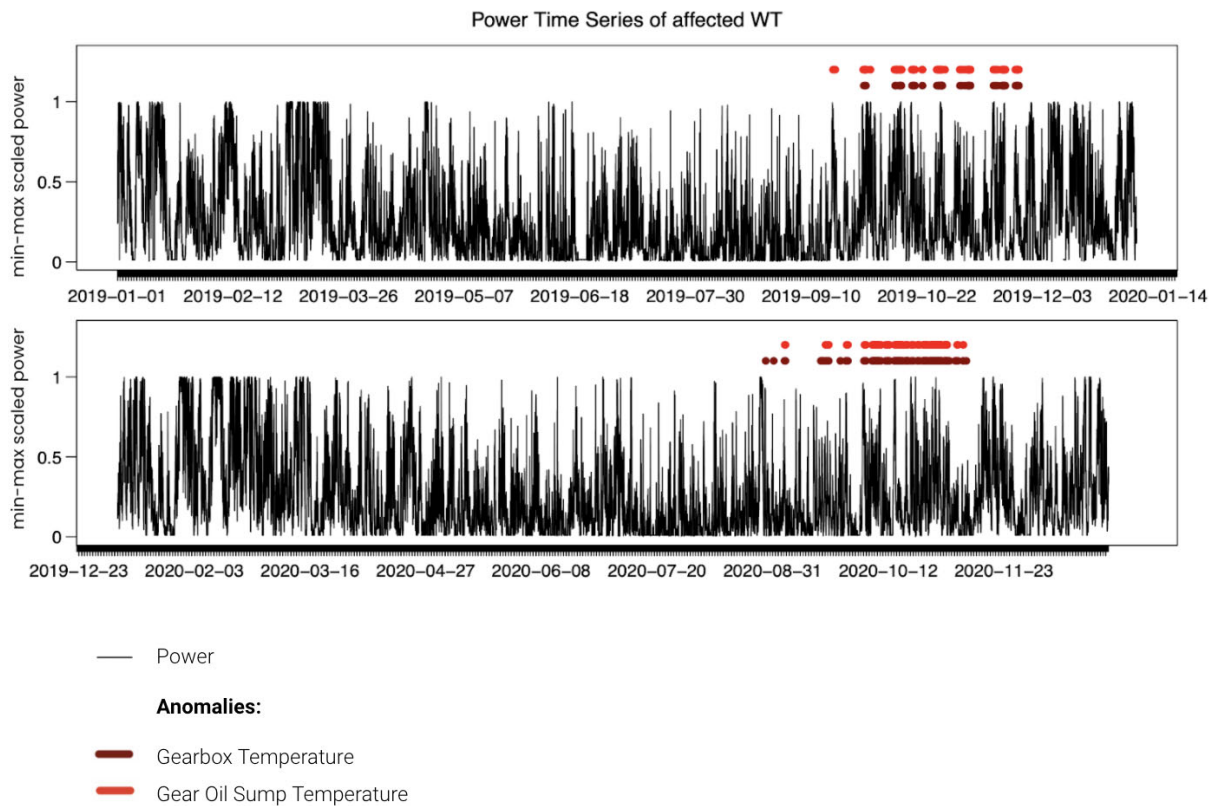 Power Time Series of affected WT
min-max scaled power
1
0.5
0
2019-01-01 2019-02-12 2019-03-26 2019-05-07 2019-06-18 2019-07-30 2019-09-10 2019-10-22 2019-12-03 2020-01-14
min-max scaled power
1
0.5
0
2019-12-23 2020-02-03 2020-03-16 2020-04-27 2020-06-08 2020-07-20 2020-08-31 2020-10-12 2020-11-23
Power
Anomalies:
Gearbox Temperature
Gear Oil Sump Temperature